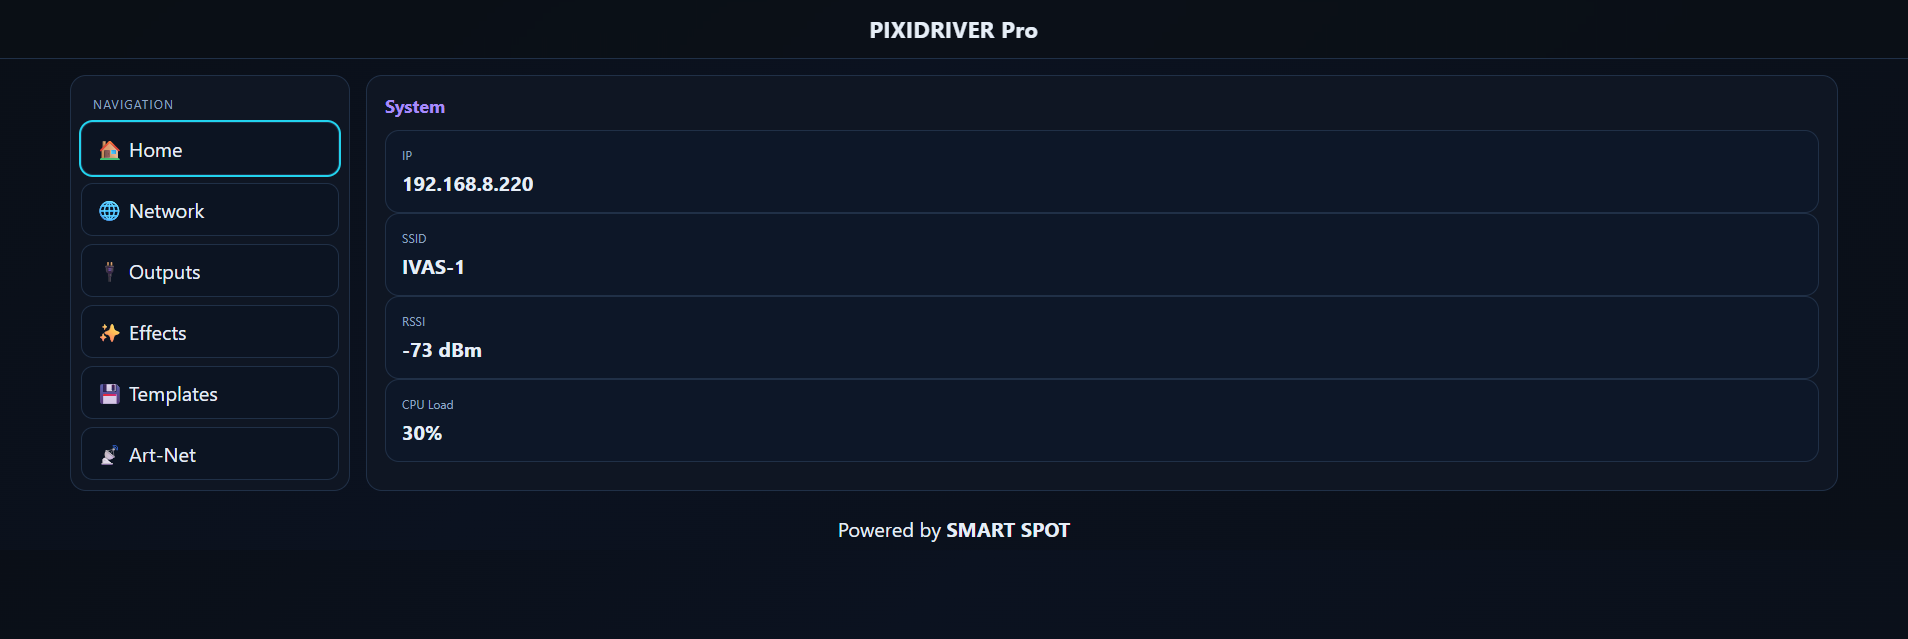 PIXIDRIVER Pro
NAVIGATION
Home
Network
Outputs
Effects
Templates
Art-Net
System
IP
192.168.8.220
SSID
IVAS-1
RSSI
-73 dBm
CPU Load
30%
Powered by SMART SPOT